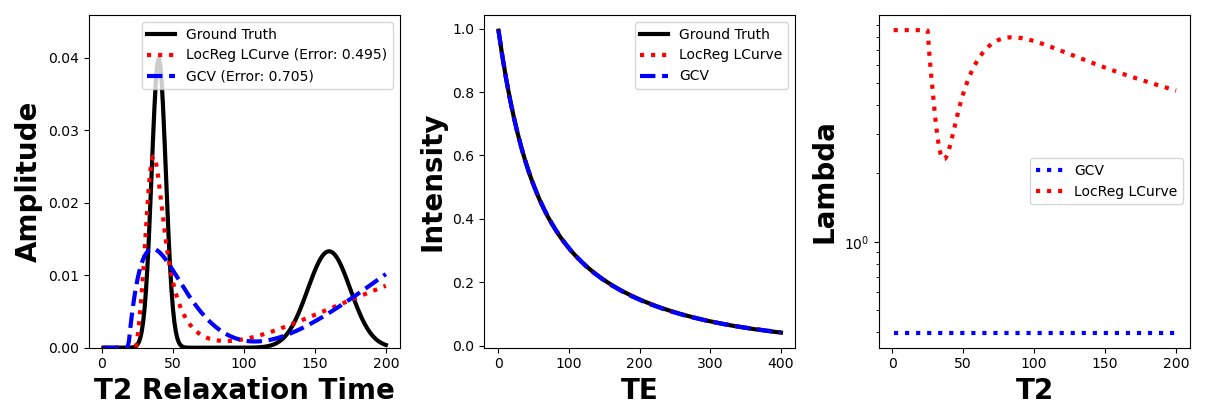 Amplitude
0.00
0.01
0.02
0.03
0.04
Ground Truth
LocReg LCurve (Error: 0.495)
GCV (Error: 0.705)
0
50
100
150
200
T2 Relaxation Time
Intensity
0.0
0.2
0.4
0.6
0.8
1.0
Ground Truth
LocReg LCurve
GCV
0
100
200
300
400
TE
Lambda
10⁰
GCV
LocReg LCurve
0
50
100
150
200
T2